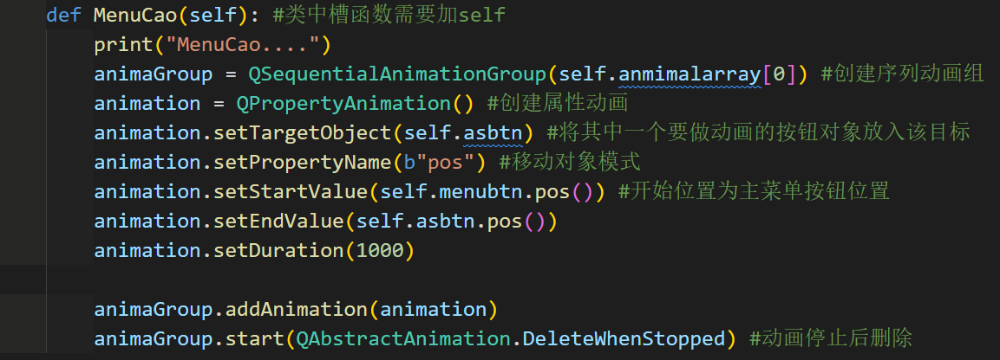 def MenuCao(self): #类中槽函数需要加self
print("MenuCao....")
animaGroup = QSequentialAnimationGroup(self.anmimalarray[0]) #创建序列动画组
animation = QPropertyAnimation() #创建属性动画
animation.setTargetObject(self.asbtn) #将其中一个要做动画的按钮对象放入该目标
animation.setPropertyName(b"pos") #移动对象模式
animation.setStartValue(self.menubtn.pos()) #开始位置为主菜单按钮位置
animation.setEndValue(self.asbtn.pos())
animation.setDuration(1000)
animaGroup.addAnimation(animation)
animaGroup.start(QAbstractAnimation.DeleteWhenStopped) #动画停止后删除